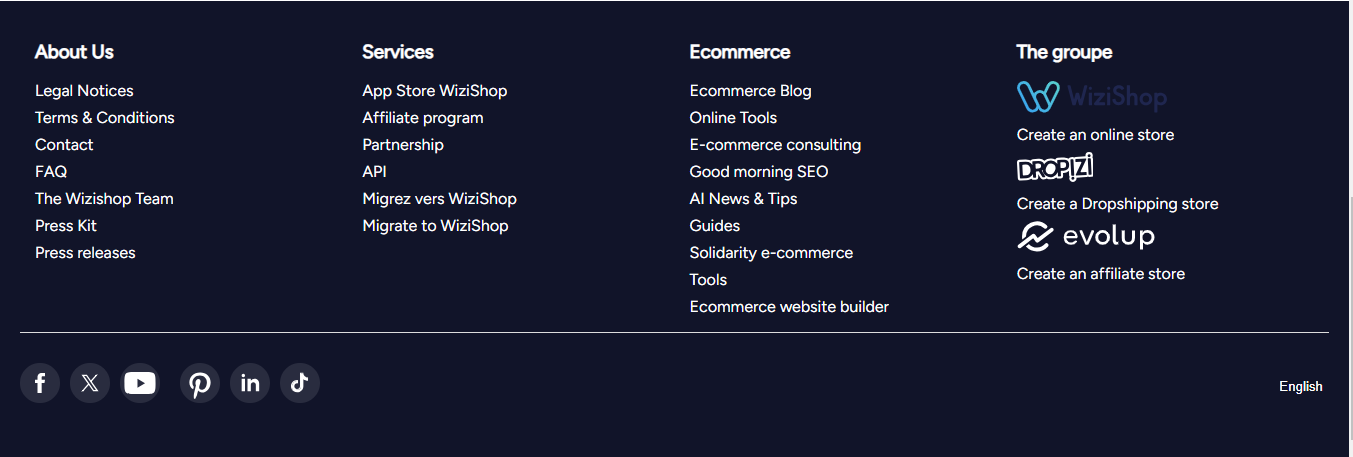 About Us
Legal Notices
Terms & Conditions
Contact
FAQ
The Wizishop Team
Press Kit
Press releases
Services
App Store WiziShop
Affiliate program
Partnership
API
Migrez vers WiziShop
Migrate to WiziShop
Ecommerce
Ecommerce Blog
Online Tools
E-commerce consulting
Good morning SEO
AI News & Tips
Guides
Solidarity e-commerce
Tools
Ecommerce website builder
The groupe
WiziShop
Create an online store
DROPIZI
Create a Dropshipping store
evolup
Create an affiliate store
English